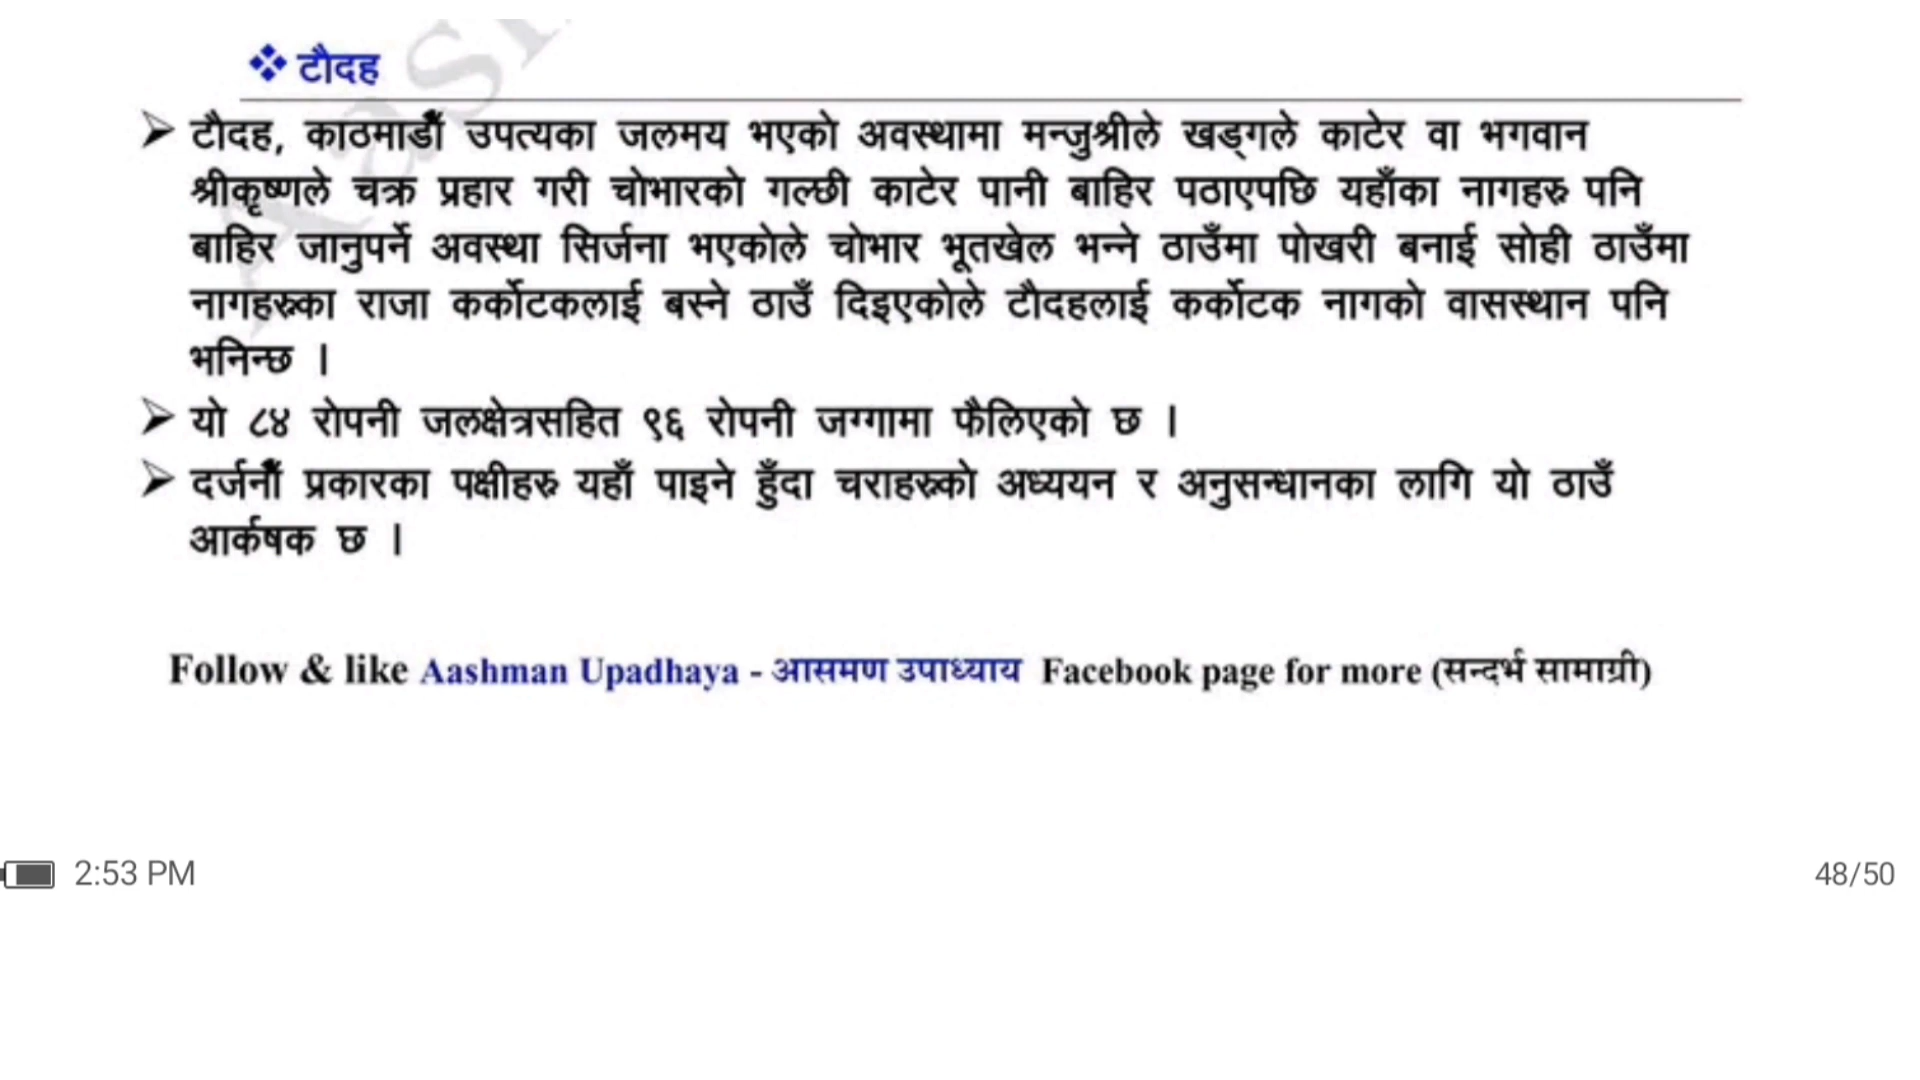 ❖ टौदह
➢ टौदह, काठमाडौं उपत्यका जलमय भएको अवस्थामा मन्जुश्रीले खड्गले काटेर वा भगवान
श्रीकृष्णले चक्र प्रहार गरी चोभारको गल्छी काटेर पानी बाहिर पठाएपछि यहाँका नागहरु पनि
बाहिर जानुपर्ने अवस्था सिर्जना भएकोले चोभार भूतखेल भन्ने ठाउँमा पोखरी बनाई सोही ठाउँमा
नागहरुका राजा कर्कोटकलाई बस्ने ठाउँ दिइएकोले टौदहलाई कर्कोटक नागको वासस्थान पनि
भनिन्छ ।
➢ यो ८४ रोपनी जलक्षेत्रसहित ९६ रोपनी जग्गामा फैलिएको छ ।
➢ दर्जनौं प्रकारका पक्षीहरु यहाँ पाइने हुँदा चराहरुको अध्ययन र अनुसन्धानका लागि यो ठाउँ
आर्कषक छ ।
Follow & like Aashman Upadhaya - आसमण उपाध्याय Facebook page for more (सन्दर्भ सामाग्री)
2:53 PM 48/50